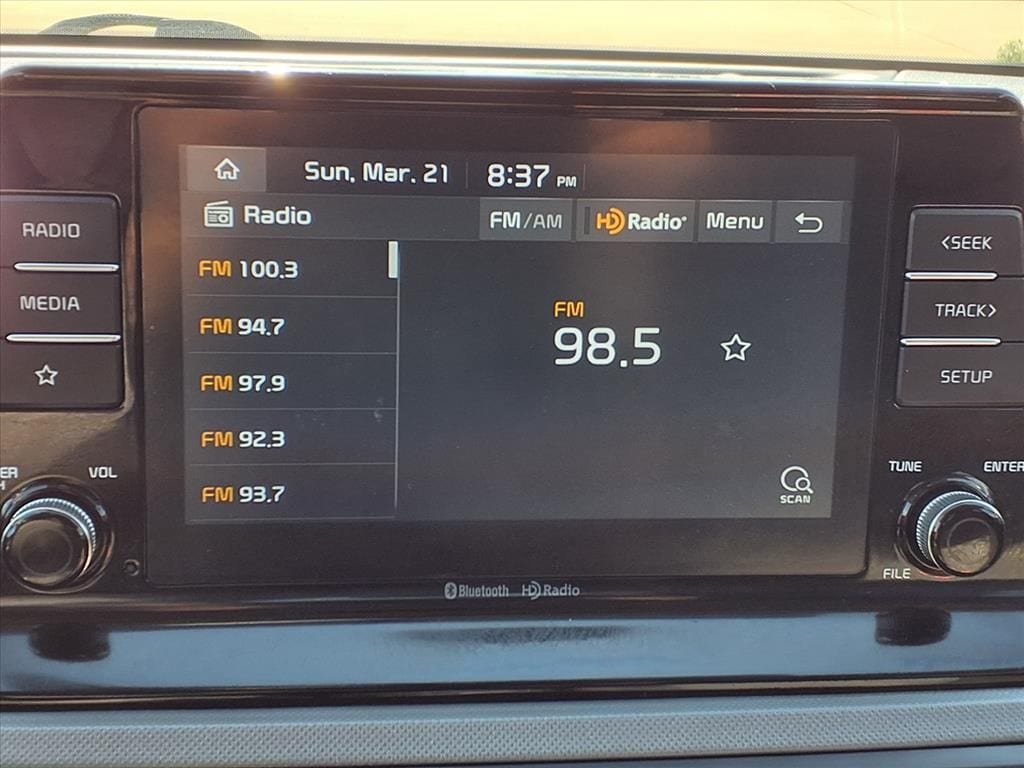 Sun, Mar. 21 8:37 PM
Radio FM/AM HD Radio® Menu
RADIO
MEDIA
FM 100.3
FM 94.7
FM 97.9
FM 92.3
FM 93.7
FM
98.5
SCAN
<SEEK
TRACK>
SETUP
VOL
TUNE
ENTER
FILE
Bluetooth HD Radio